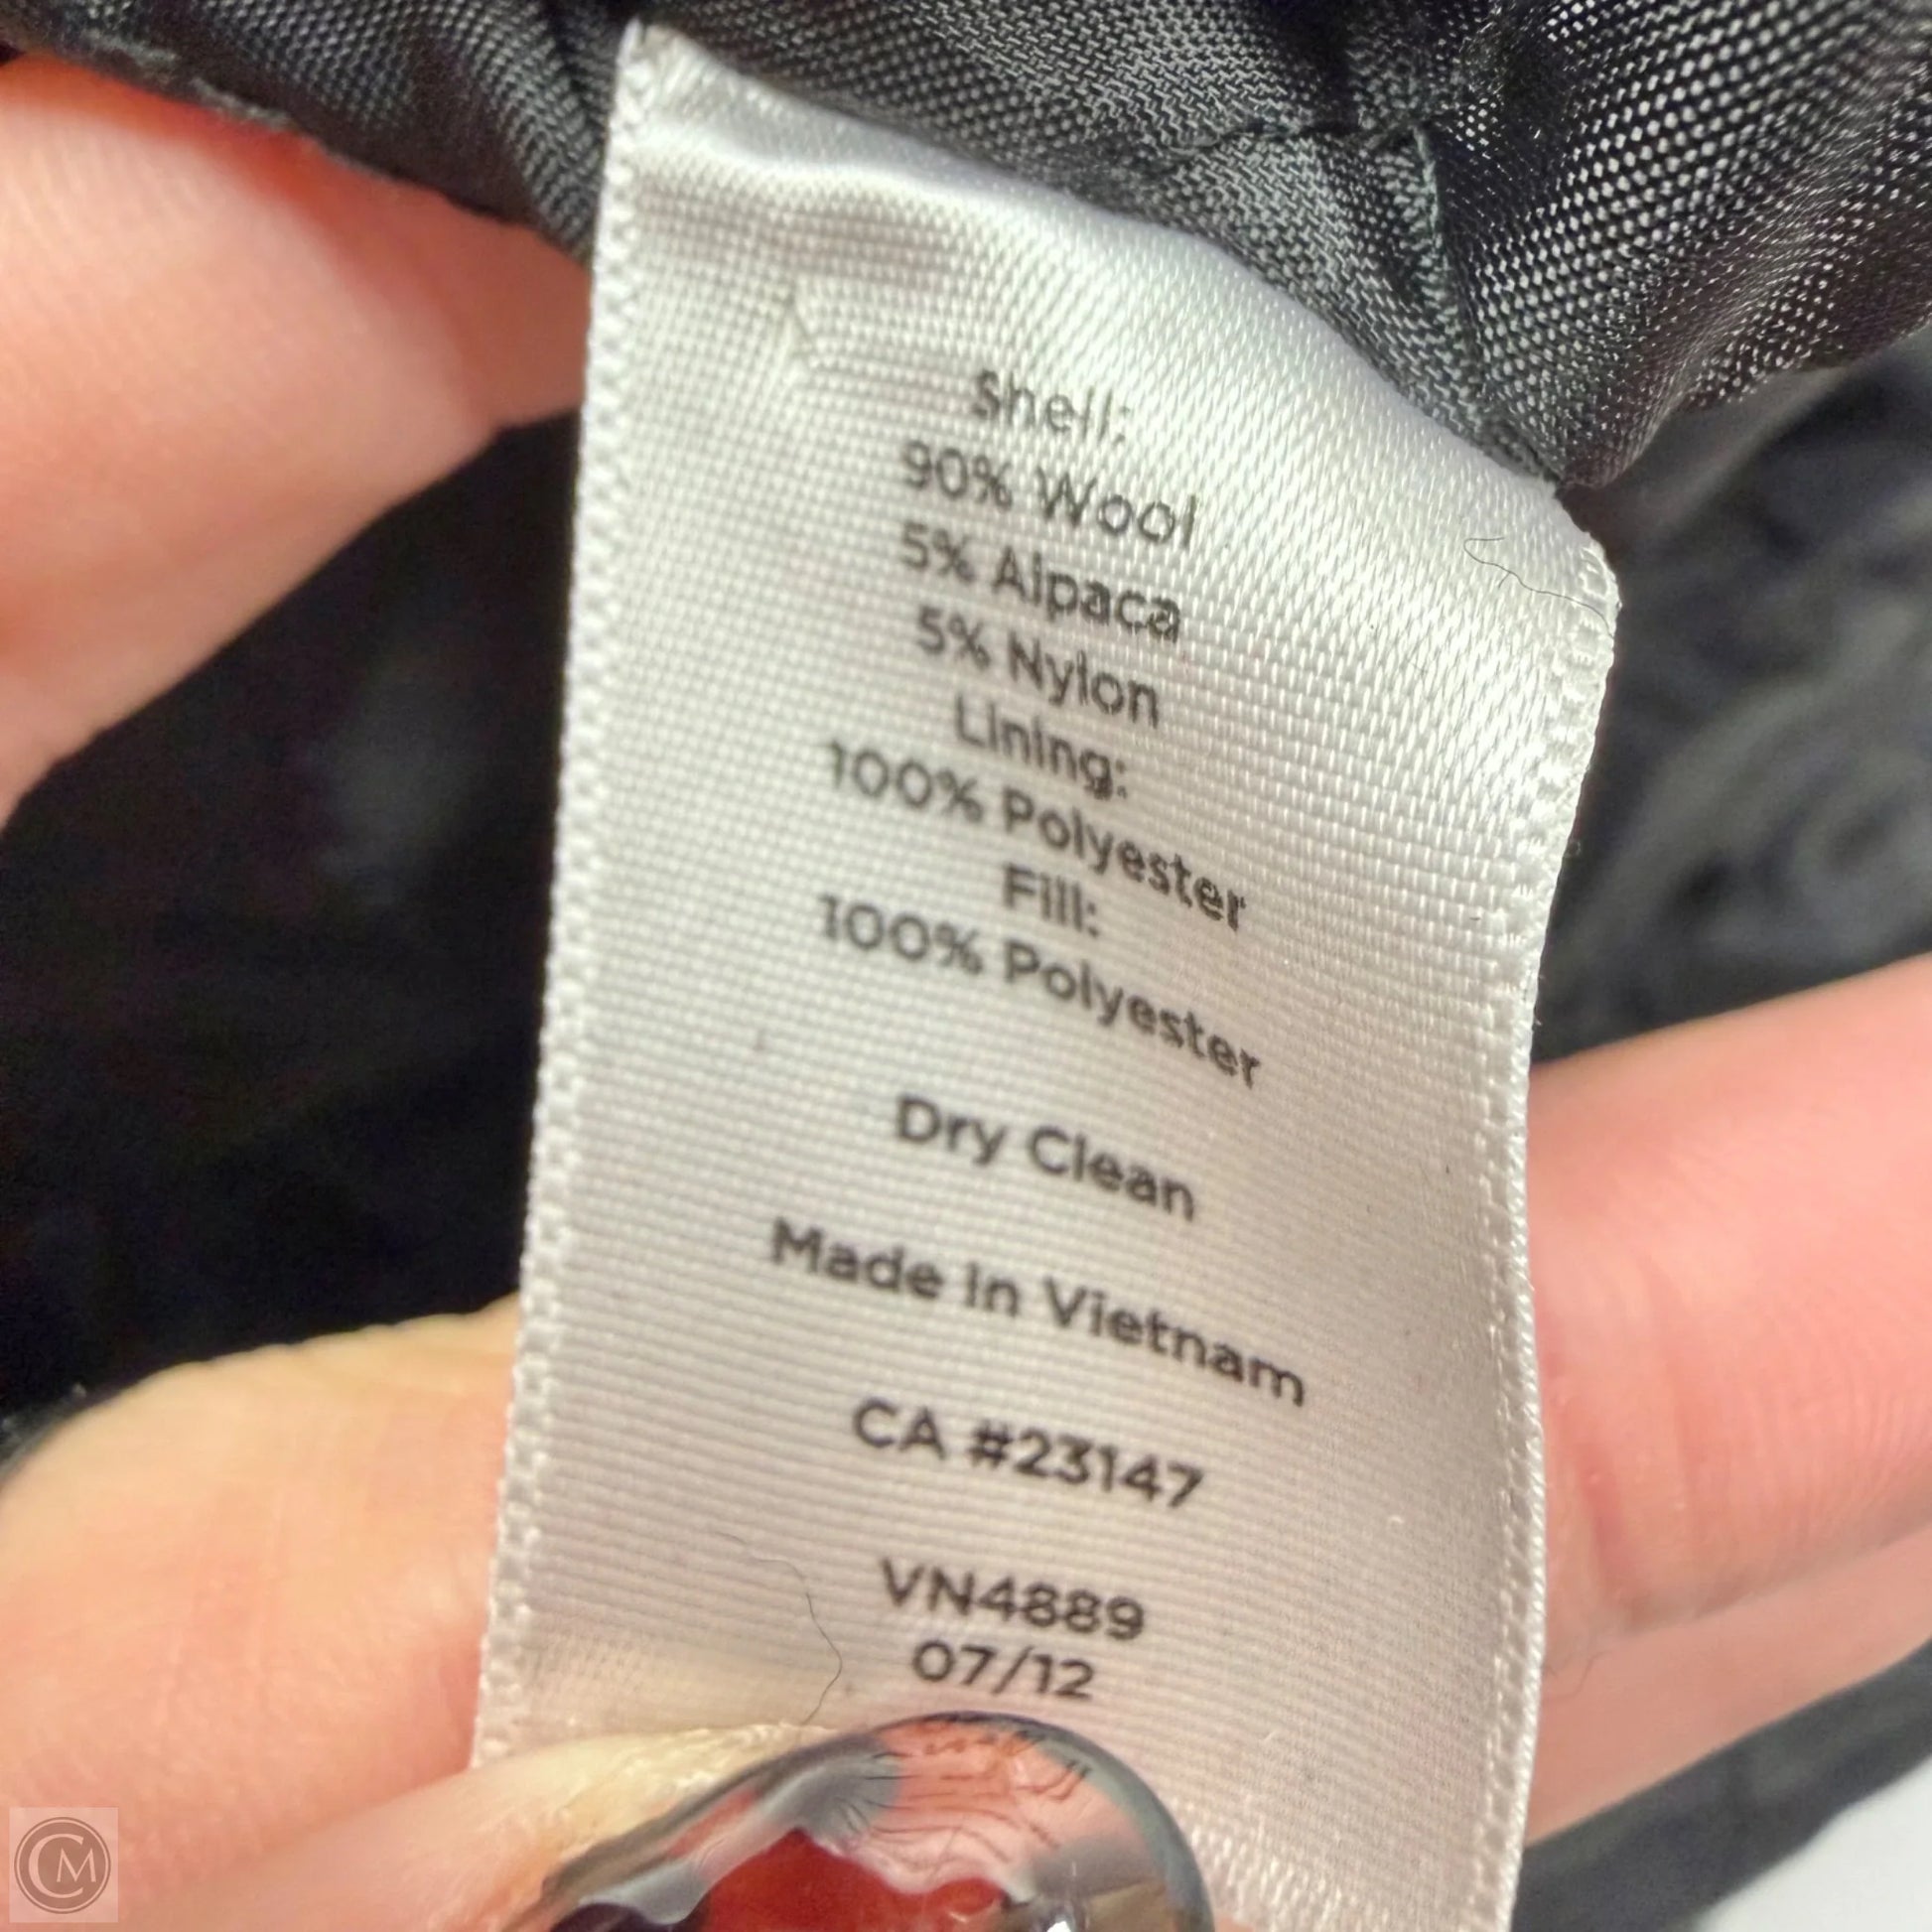 Shell:
90% Wool
5% Alpaca
5% Nylon
Lining:
100% Polyester
Fill:
100% Polyester
Dry Clean
Made in Vietnam
CA #23147
VN4889
07/12
CM